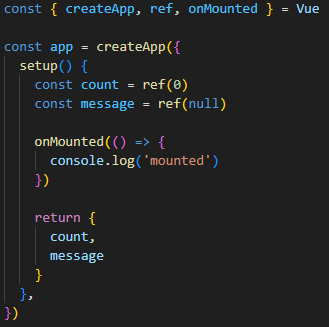 const { createApp, ref, onMounted } = Vue
const app = createApp({
setup() {
const count = ref(0)
const message = ref(null)
onMounted(() => {
console.log('mounted')
})
return {
count,
message
}
},
})